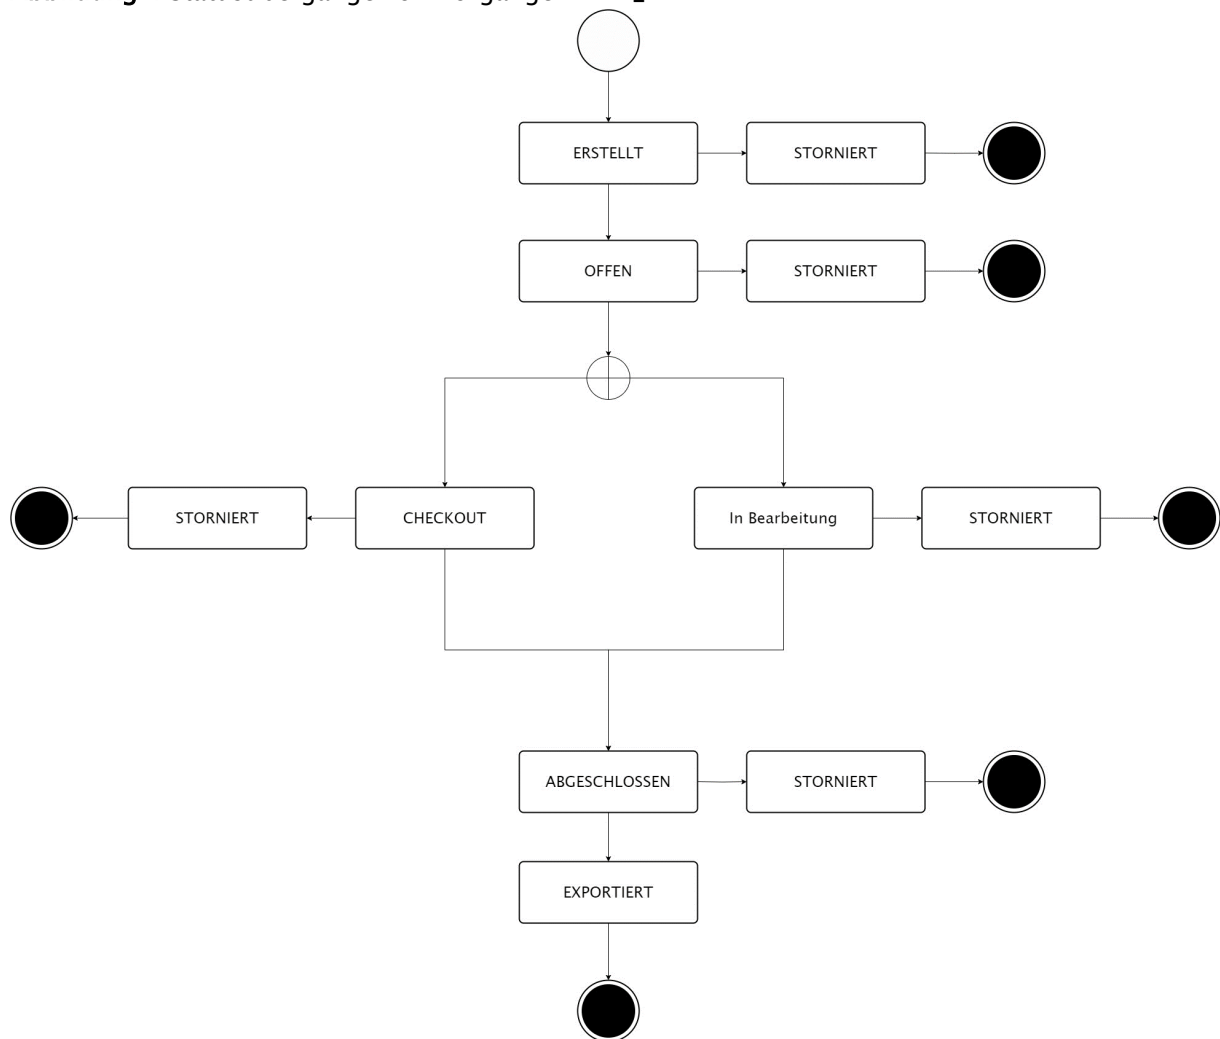 ERSTELLT STORNIERT
OFFEN STORNIERT
STORNIERT CHECKOUT In Bearbeitung STORNIERT
ABGESCHLOSSEN STORNIERT
EXPORTIERT